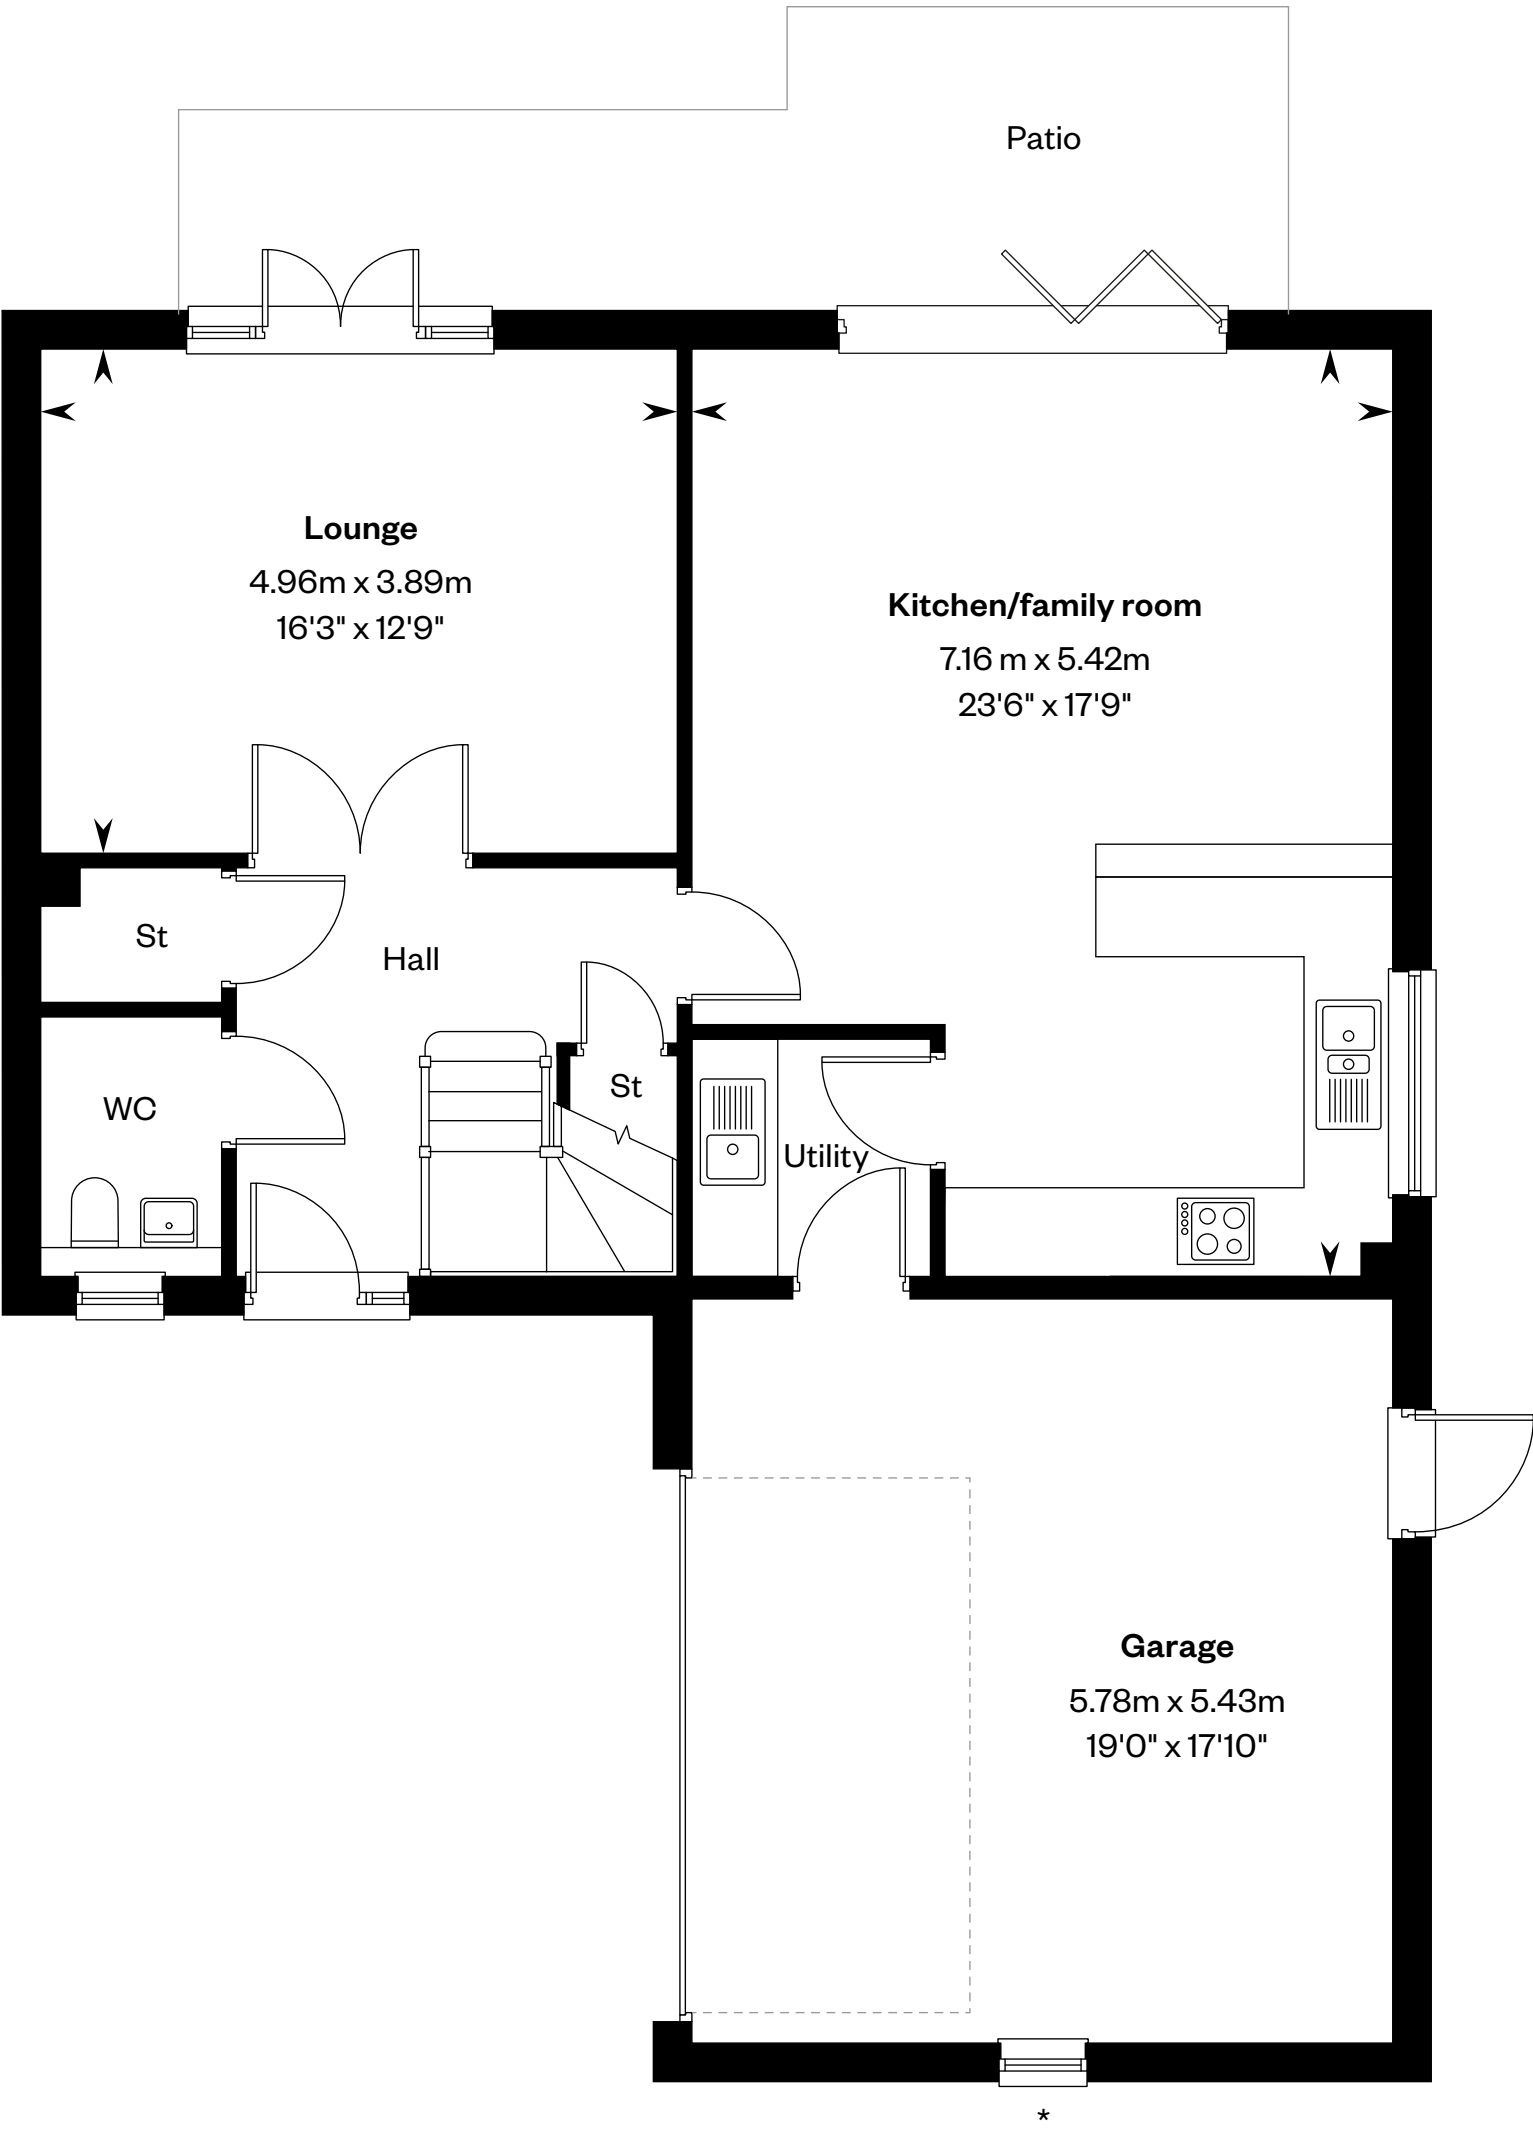 Patio
Lounge
4.96m x 3.89m
16'3" x 12'9"
Kitchen/family room
7.16 m x 5.42m
23'6" x 17'9"
St
Hall
St
WC
Utility
Garage
5.78m x 5.43m
19'0" x 17'10"
*